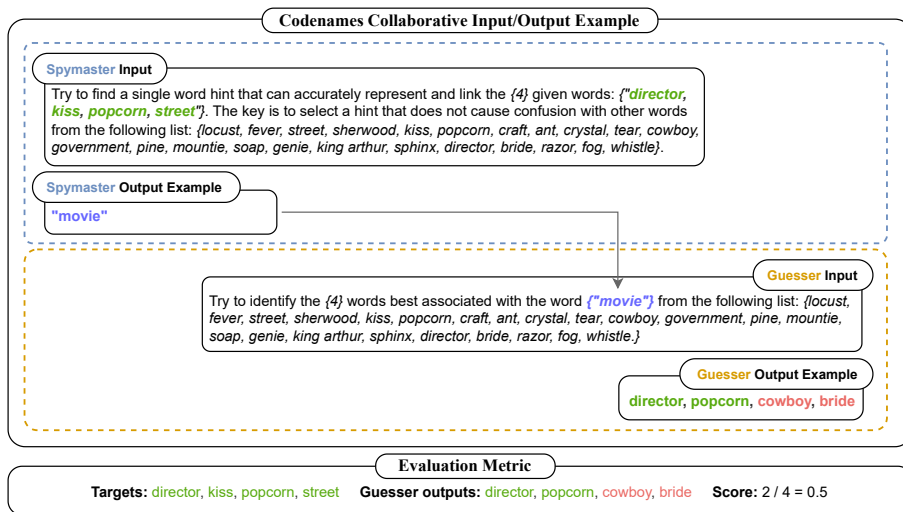 Codenames Collaborative Input/Output Example
Spymaster Input
Try to find a single word hint that can accurately represent and link the {4} given words: {"director,
kiss, popcorn, street"}. The key is to select a hint that does not cause confusion with other words
from the following list: {locust, fever, street, sherwood, kiss, popcorn, craft, ant, crystal, tear, cowboy,
government, pine, mountie, soap, genie, king arthur, sphinx, director, bride, razor, fog, whistle}.
Spymaster Output Example
"movie"
Guesser Input
Try to identify the {4} words best associated with the word {"movie"} from the following list: {locust,
fever, street, sherwood, kiss, popcorn, craft, ant, crystal, tear, cowboy, government, pine, mountie,
soap, genie, king arthur, sphinx, director, bride, razor, fog, whistle.}
Guesser Output Example
director, popcorn, cowboy, bride
Evaluation Metric
Targets: director, kiss, popcorn, street Guesser outputs: director, popcorn, cowboy, bride Score: 2 / 4 = 0.5